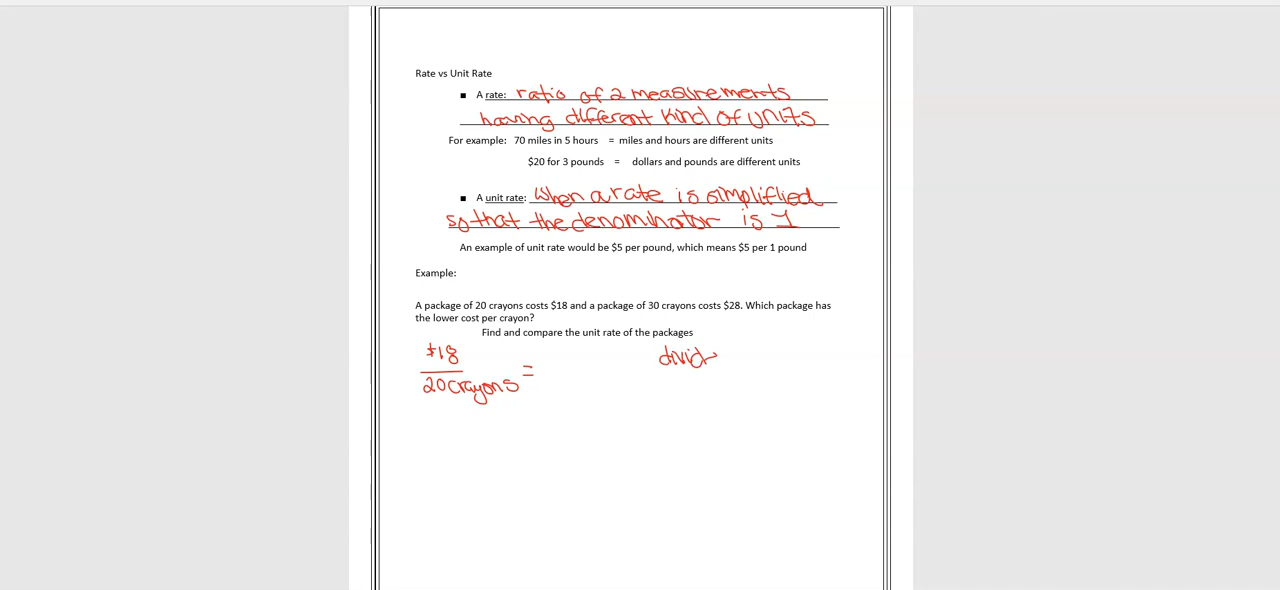 Rate vs Unit Rate
▪ A rate: ratio of 2 measurements
having different kind of units
For example: 70 miles in 5 hours = miles and hours are different units
$20 for 3 pounds = dollars and pounds are different units
▪ A unit rate: When a rate is simplified
so that the denominator is 1
An example of unit rate would be $5 per pound, which means $5 per 1 pound
Example:
A package of 20 crayons costs $18 and a package of 30 crayons costs $28. Which package has
the lower cost per crayon?
Find and compare the unit rate of the packages
$18
20 crayons =
divid